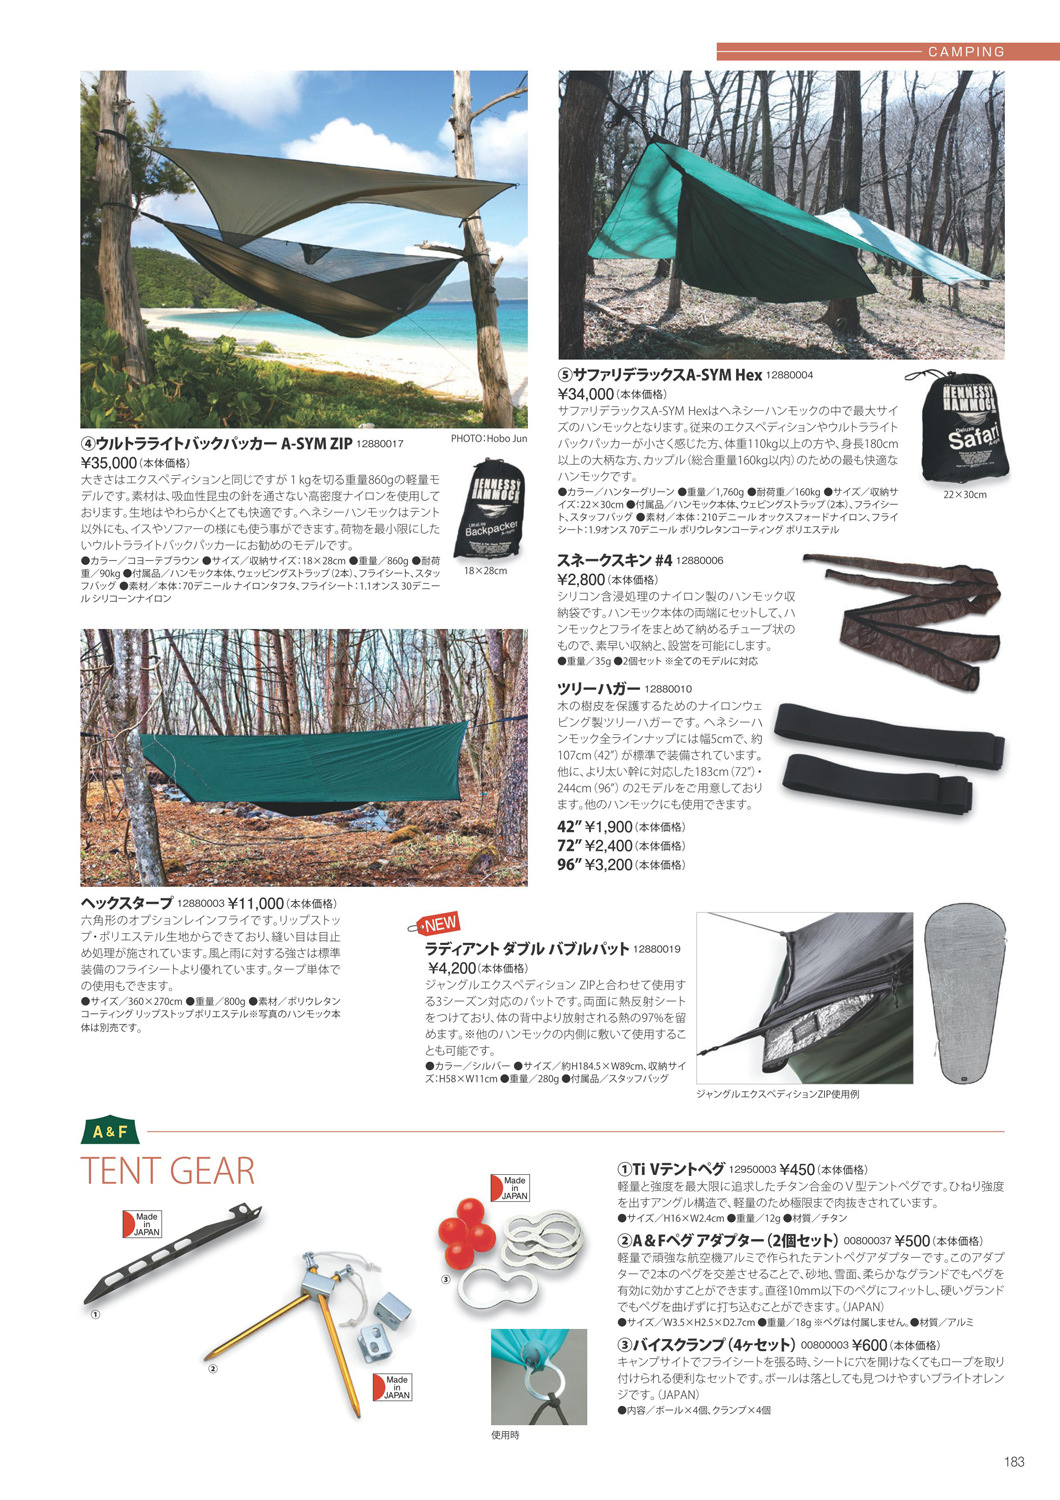 CAMPING
PHOTO：Hobo Jun
④ウルトラライトバックパッカー A-SYM ZIP 12880017
¥35,000（本体価格）
大きさはエクスペディションと同じですが 1 kgを切る重量860gの軽量モ
デルです。素材は、吸血性昆虫の針を通さない高密度ナイロンを使用して
おります。生地はやわらかくとても快適です。ヘネシーハンモックはテント
以外にも、イスやソファーの様にも使う事ができます。荷物を最小限にした
いウルトラライトバックパッカーにお勧めのモデルです。
●カラー／コヨーテブラウン ●サイズ／収納サイズ：18×28cm ●重量／860g ●耐荷
重／90kg ●付属品／ハンモック本体、ウェッピングストラップ（2本）、フライシート、スタッ
フバッグ ●素材／本体：70デニール ナイロンタフタ、フライシート：1.1オンス 30デニー
ル シリコーンナイロン
HENNESSY
HAMMOCK
Backpacker
18×28cm
⑤サファリデラックスA-SYM Hex 12880004
¥34,000（本体価格）
サファリデラックスA-SYM Hexはヘネシーハンモックの中で最大サイ
ズのハンモックとなります。従来のエクスペディションやウルトラライト
バックパッカーが小さく感じた方、体重110kg以上の方や、身長180cm
以上の大柄な方、カップル（総合重量160kg以内）のための最も快適な
ハンモックです。
●カラー／ハンターグリーン ●重量／1,760g ●耐荷重／160kg ●サイズ／収納サ
イズ：22×30cm ●付属品／ハンモック本体、ウェビングストラップ（2本）、フライシー
ト、スタッフバッグ ●素材／本体：210デニール オックスフォードナイロン、フライ
シート：1.9オンス 70デニール ポリウレタンコーティング ポリエステル
HENNESSY
HAMMOCK
Deluxe
Safari
22×30cm
スネークスキン #4 12880006
¥2,800（本体価格）
シリコン含浸処理のナイロン製のハンモック収
納袋です。ハンモック本体の両端にセットして、ハ
ンモックとフライをまとめて納めるチューブ状の
もので、素早い収納と、設営を可能にします。
●重量／35g ●2個セット ※全てのモデルに対応
ツリーハガー 12880010
木の樹皮を保護するためのナイロンウェ
ビング製ツリーハガーです。ヘネシーハ
ンモック全ラインナップには幅5cmで、約
107cm（42″）が標準で装備されています。
他に、より太い幹に対応した183cm（72″）・
244cm（96″）の2モデルをご用意しており
ます。他のハンモックにも使用できます。
42″ ¥1,900（本体価格）
72″ ¥2,400（本体価格）
96″ ¥3,200（本体価格）
ヘックスタープ 12880003 ¥11,000（本体価格）
六角形のオプションレインフライです。リップストッ
プ・ポリエステル生地からできており、縫い目は目止
め処理が施されています。風と雨に対する強さは標準
装備のフライシートより優れています。タープ単体で
の使用もできます。
●サイズ／360×270cm ●重量／800g ●素材／ポリウレタン
コーティング リップストップポリエステル※写真のハンモック本
体は別売です。
NEW
ラディアント ダブル バブルパット 12880019
¥4,200（本体価格）
ジャングルエクスペディション ZIPと合わせて使用す
る3シーズン対応のパットです。両面に熱反射シート
をつけており、体の背中より放射される熱の97%を留
めます。※他のハンモックの内側に敷いて使用するこ
とも可能です。
●カラー／シルバー ●サイズ／約H184.5×W89cm、収納サイ
ズ：H58×W11cm ●重量／280g ●付属品／スタッフバッグ
ジャングルエクスペディションZIP使用例
A & F
TENT GEAR
Made
in
JAPAN
①
②
Made
in
JAPAN
Made
in
JAPAN
③
使用時
①Ti Vテントペグ 12950003 ¥450（本体価格）
軽量と強度を最大限に追求したチタン合金のＶ型テントペグです。ひねり強度
を出すアングル構造で、軽量のため極限まで肉抜きされています。
●サイズ／H16×W2.4cm ●重量／12g ●材質／チタン
②A＆Fペグ アダプター（2個セット） 00800037 ¥500（本体価格）
軽量で頑強な航空機アルミで作られたテントペグアダプターです。このアダプ
ターで2本のペグを交差させることで、砂地、雪面、柔らかなグランドでもペグを
有効に効かすことができます。直径10mm以下のペグにフィットし、硬いグランド
でもペグを曲げずに打ち込むことができます。（JAPAN）
●サイズ／W3.5×H2.5×D2.7cm ●重量／18g ※ペグは付属しません。●材質／アルミ
③バイスクランプ（4ヶセット） 00800003 ¥600（本体価格）
キャンプサイトでフライシートを張る時、シートに穴を開けなくてもロープを取り
付けられる便利なセットです。ボールは落としても見つけやすいブライトオレン
ジです。（JAPAN）
●内容／ボール×4個、クランプ×4個
183